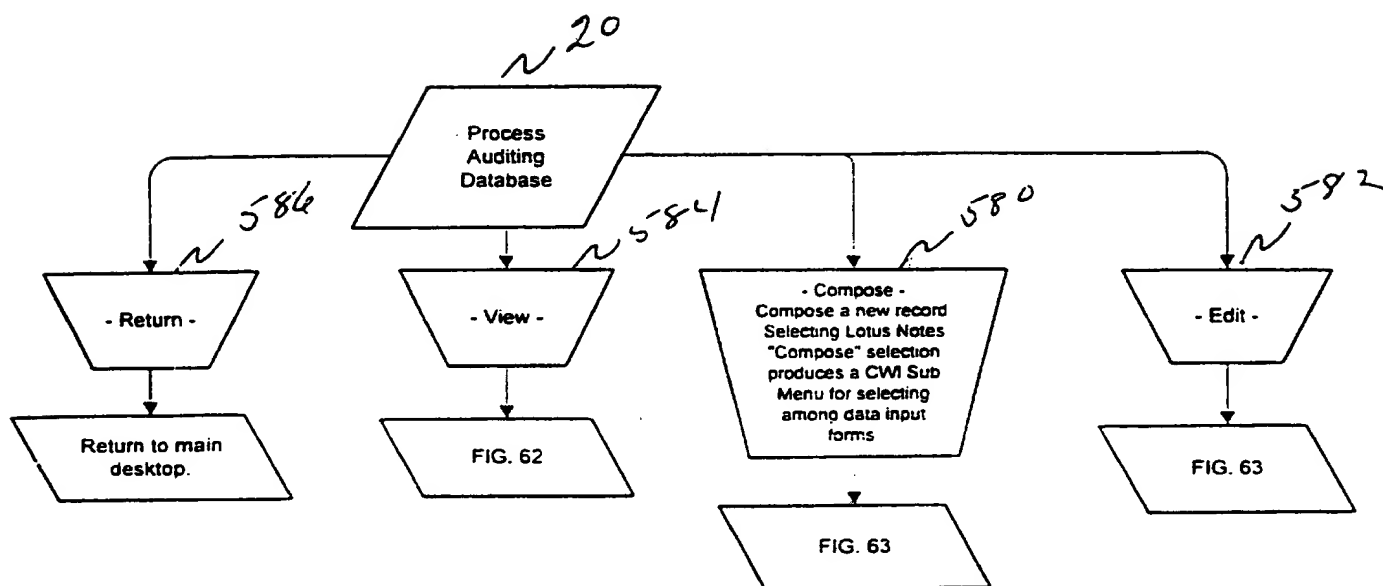 20
Process
Auditing
Database
586
584
580
582
- Return -
- View -
- Compose -
Compose a new record
Selecting Lotus Notes
"Compose" selection
produces a CWI Sub
Menu for selecting
among data input
forms
- Edit -
Return to main
desktop.
FIG. 62
FIG. 63
FIG. 63